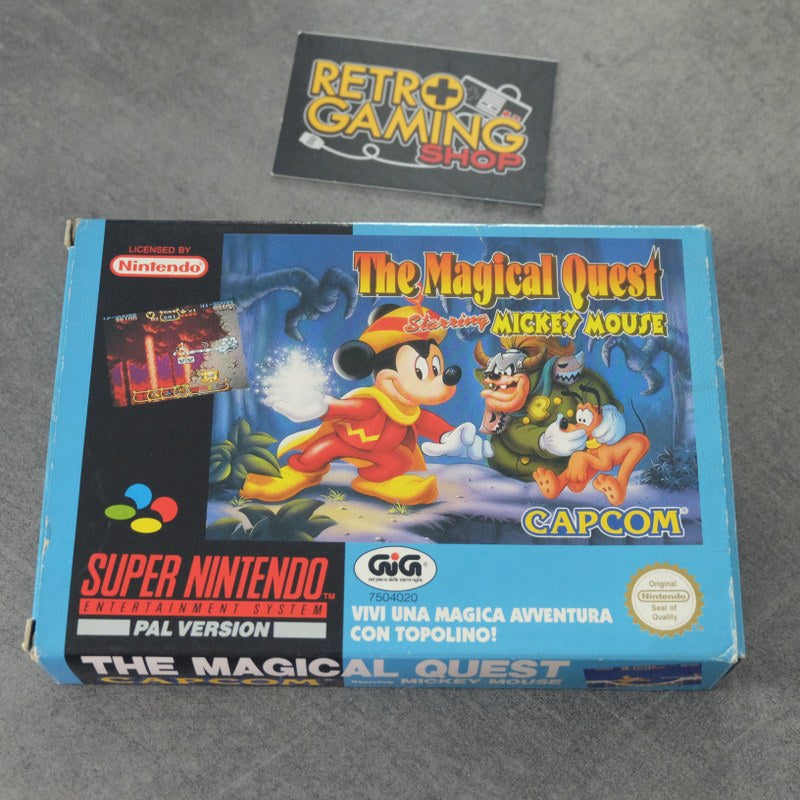 RETRO
GAMING
SHOP
LICENSED BY
Nintendo
The Magical Quest
Starring MICKEY MOUSE
CAPCOM
SUPER NINTENDO™
ENTERTAINMENT SYSTEM
PAL VERSION
GiG®
7504020
VIVI UNA MAGICA AVVENTURA
CON TOPOLINO!
Original
Nintendo
Seal of
Quality
THE MAGICAL QUEST
CAPCOM Starring MICKEY MOUSE